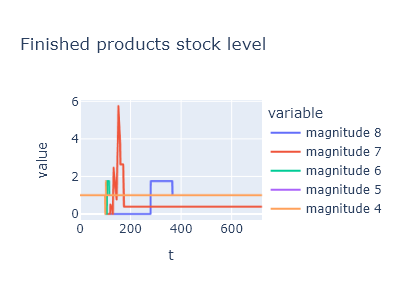 Finished products stock level
variable
magnitude 8
magnitude 7
magnitude 6
magnitude 5
magnitude 4
value
6
4
2
0
0
200
400
600
t